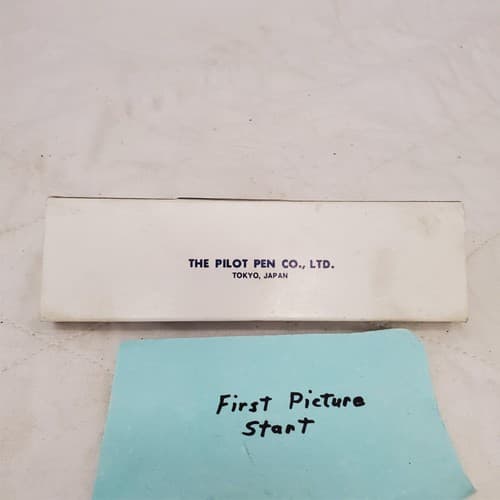 THE PILOT PEN CO., LTD.
TOKYO, JAPAN
First Picture
Start